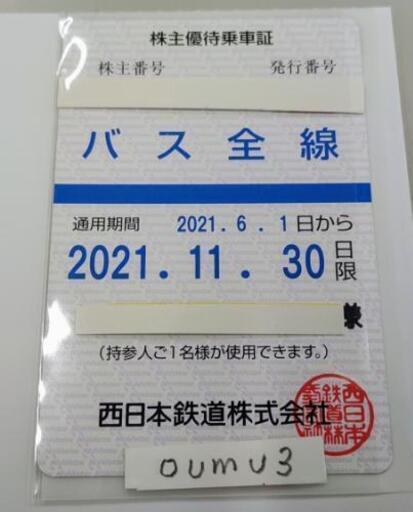 株主優待乗車証
株主番号 発行番号
バス全線
通用期間 2021.6.1日から
2021.11.30日限
(持参人ご1名様が使用できます。)
西日本鉄道株式会社
oumu3